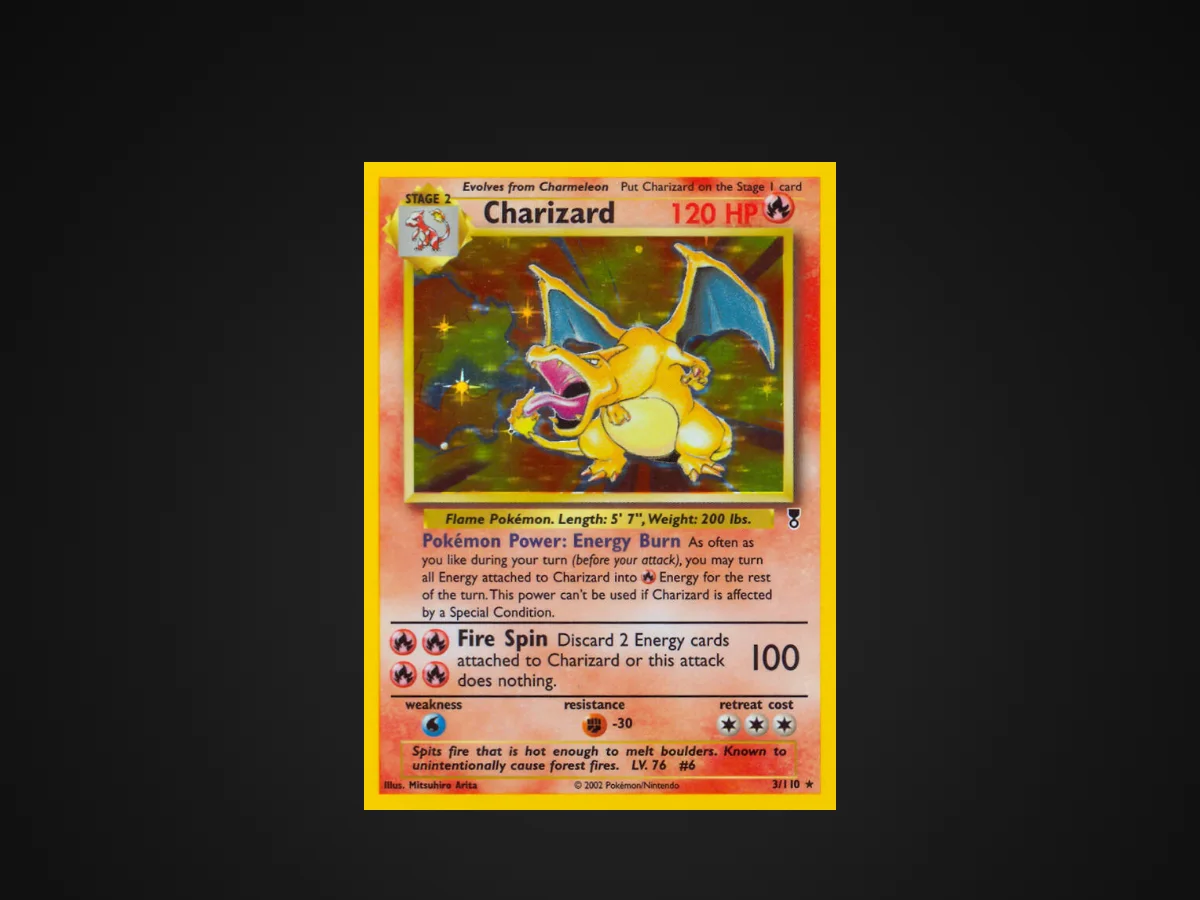 Evolves from Charmeleon Put Charizard on the Stage 1 card
STAGE 2
Charizard 120 HP
Flame Pokémon. Length: 5' 7", Weight: 200 lbs.
Pokémon Power: Energy Burn As often as
you like during your turn (before your attack), you may turn
all Energy attached to Charizard into Energy for the rest
of the turn. This power can't be used if Charizard is affected
by a Special Condition.
Fire Spin Discard 2 Energy cards
attached to Charizard or this attack
does nothing.
100
weakness resistance retreat cost
-30
Spits fire that is hot enough to melt boulders. Known to
unintentionally cause forest fires. LV. 76 #6
Illus. Mitsuhiro Arita © 2002 Pokémon/Nintendo 3/110 ★